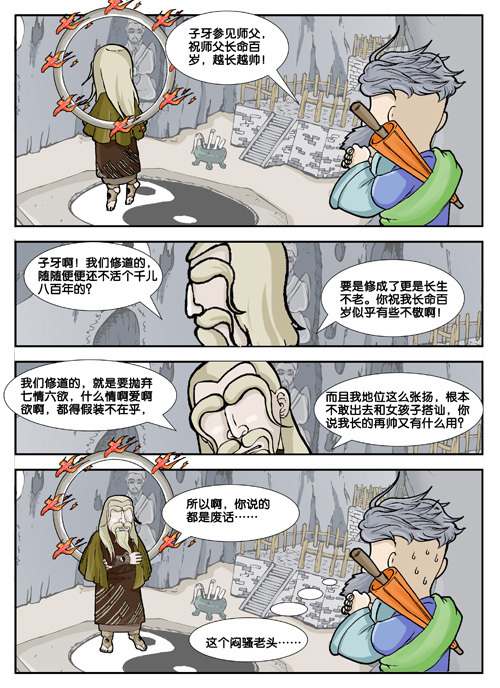 子牙参见师父，
祝师父长命百
岁，越长越帅！
子牙啊！我们修道的，
随随便便还不活个千儿
八百年的？
要是修成了更是长生
不老。你祝我长命百
岁似乎有些不敬啊！
我们修道的，就是要抛弃
七情六欲，什么情啊爱啊
欲啊，都得假装不在乎，
而且我地位这么张扬，根本
不敢出去和女孩子搭讪，你
说我长的再帅又有什么用？
所以啊，你说的
都是废话……
这个闷骚老头……